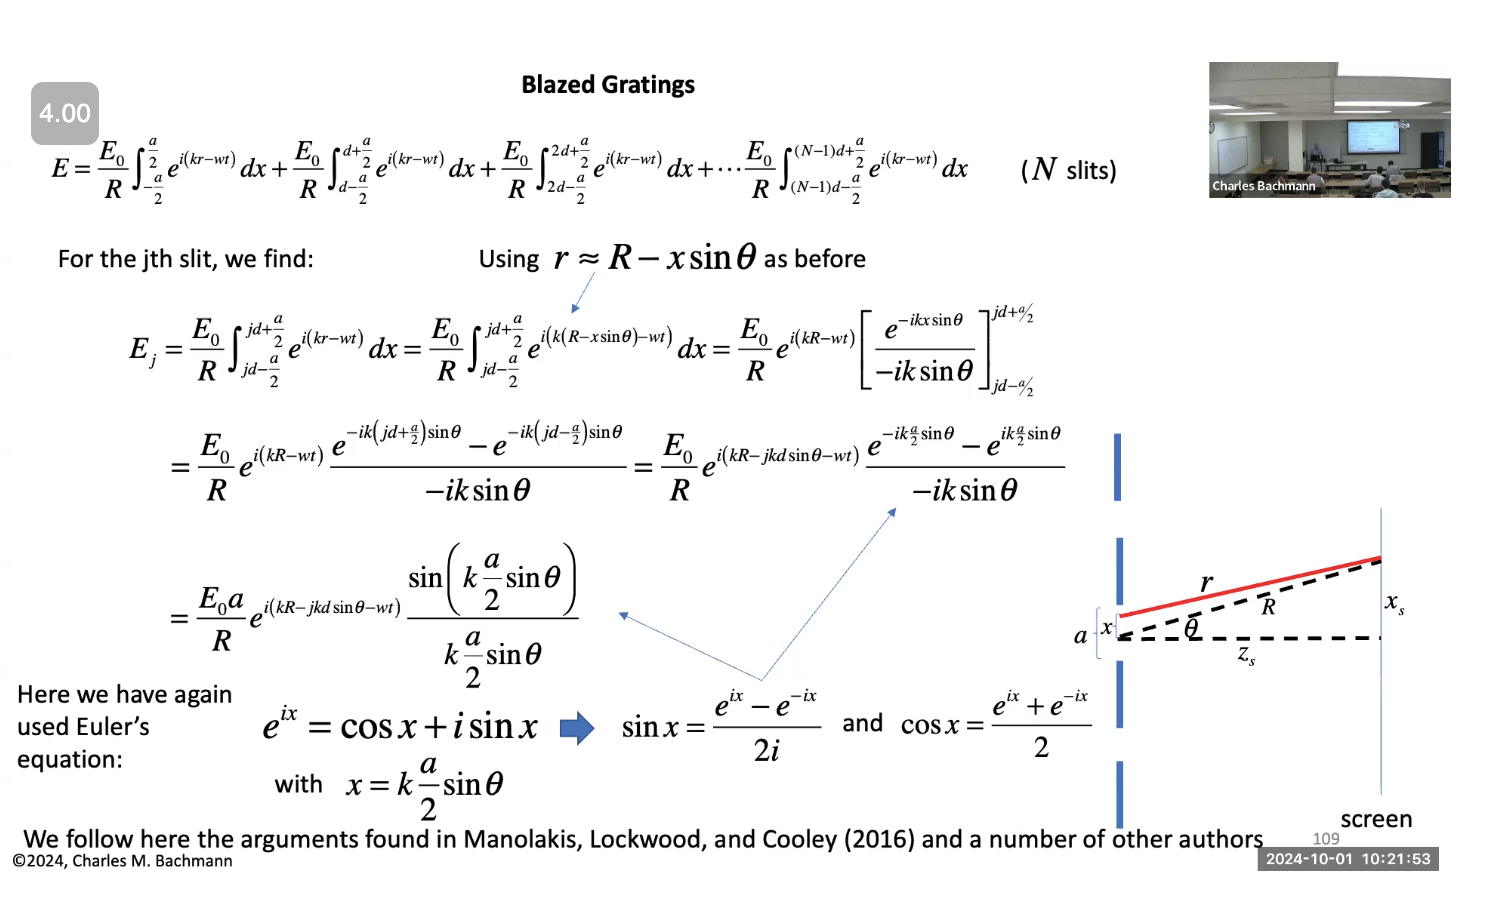 Blazed Gratings
4.00
E = \frac{E_0}{R} \int_{-\frac{a}{2}}^{\frac{a}{2}} e^{i(kr-wt)} dx + \frac{E_0}{R} \int_{d-\frac{a}{2}}^{d+\frac{a}{2}} e^{i(kr-wt)} dx + \frac{E_0}{R} \int_{2d-\frac{a}{2}}^{2d+\frac{a}{2}} e^{i(kr-wt)} dx + \cdots \frac{E_0}{R} \int_{(N-1)d-\frac{a}{2}}^{(N-1)d+\frac{a}{2}} e^{i(kr-wt)} dx (N slits)
Charles Bachmann
For the jth slit, we find: Using r ≈ R − x sin θ as before
E_j = \frac{E_0}{R} \int_{jd-\frac{a}{2}}^{jd+\frac{a}{2}} e^{i(kr-wt)} dx = \frac{E_0}{R} \int_{jd-\frac{a}{2}}^{jd+\frac{a}{2}} e^{i(k(R-x\sin\theta)-wt)} dx = \frac{E_0}{R} e^{i(kR-wt)} \left[ \frac{e^{-ikx\sin\theta}}{-ik\sin\theta} \right]_{jd-a/2}^{jd+a/2}
= \frac{E_0}{R} e^{i(kR-wt)} \frac{e^{-ik(jd+\frac{a}{2})\sin\theta} - e^{-ik(jd-\frac{a}{2})\sin\theta}}{-ik\sin\theta} = \frac{E_0}{R} e^{i(kR-jkd\sin\theta-wt)} \frac{e^{-ik\frac{a}{2}\sin\theta} - e^{ik\frac{a}{2}\sin\theta}}{-ik\sin\theta}
= \frac{E_0 a}{R} e^{i(kR-jkd\sin\theta-wt)} \frac{\sin\left(k\frac{a}{2}\sin\theta\right)}{k\frac{a}{2}\sin\theta}
r
R
x_s
a
x
θ
z_s
Here we have again
used Euler’s
equation:
e^{ix} = cos x + i sin x
sin x = \frac{e^{ix} - e^{-ix}}{2i} and cos x = \frac{e^{ix} + e^{-ix}}{2}
with x = k\frac{a}{2} sin θ
screen
We follow here the arguments found in Manolakis, Lockwood, and Cooley (2016) and a number of other authors
109
©2024, Charles M. Bachmann
2024-10-01 10:21:53